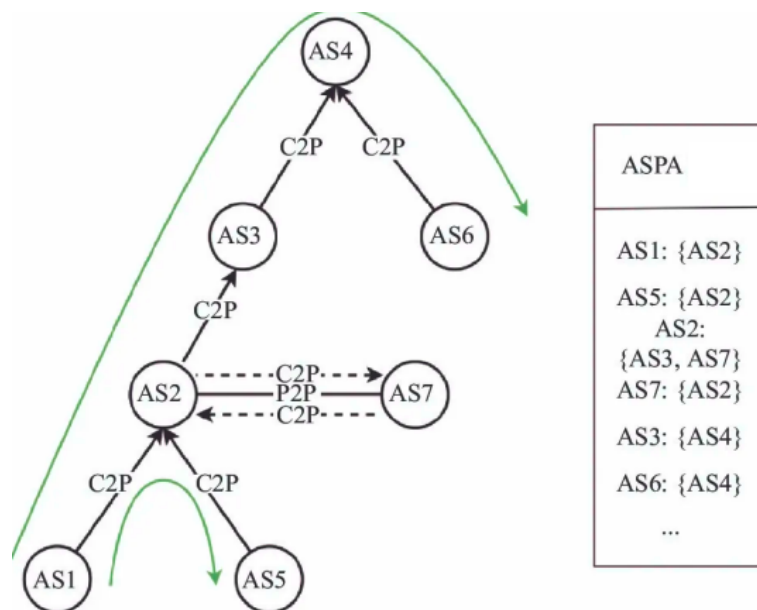 AS4
C2P
C2P
AS3
AS6
C2P
AS2
C2P
P2P
C2P
AS7
C2P
C2P
AS1
AS5
ASPA
AS1: {AS2}
AS5: {AS2}
AS2:
{AS3, AS7}
AS7: {AS2}
AS3: {AS4}
AS6: {AS4}
...